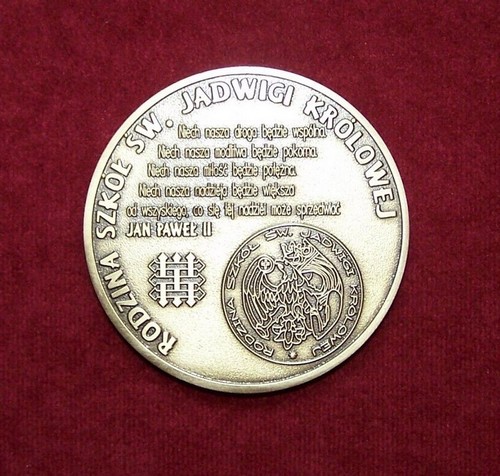 RODZINA SZKÓŁ ŚW. JADWIGI KRÓLOWEJ
Niech nasza droga będzie wspólna.
Niech nasza modlitwa będzie pokorna.
Niech nasza miłość będzie potężna.
Niech nasza nadzieja będzie większa
od wszystkiego, co się tej nadziei może sprzeciwiać
JAN PAWEŁ II
RODZINA SZKÓŁ ŚW. JADWIGI KRÓLOWEJ